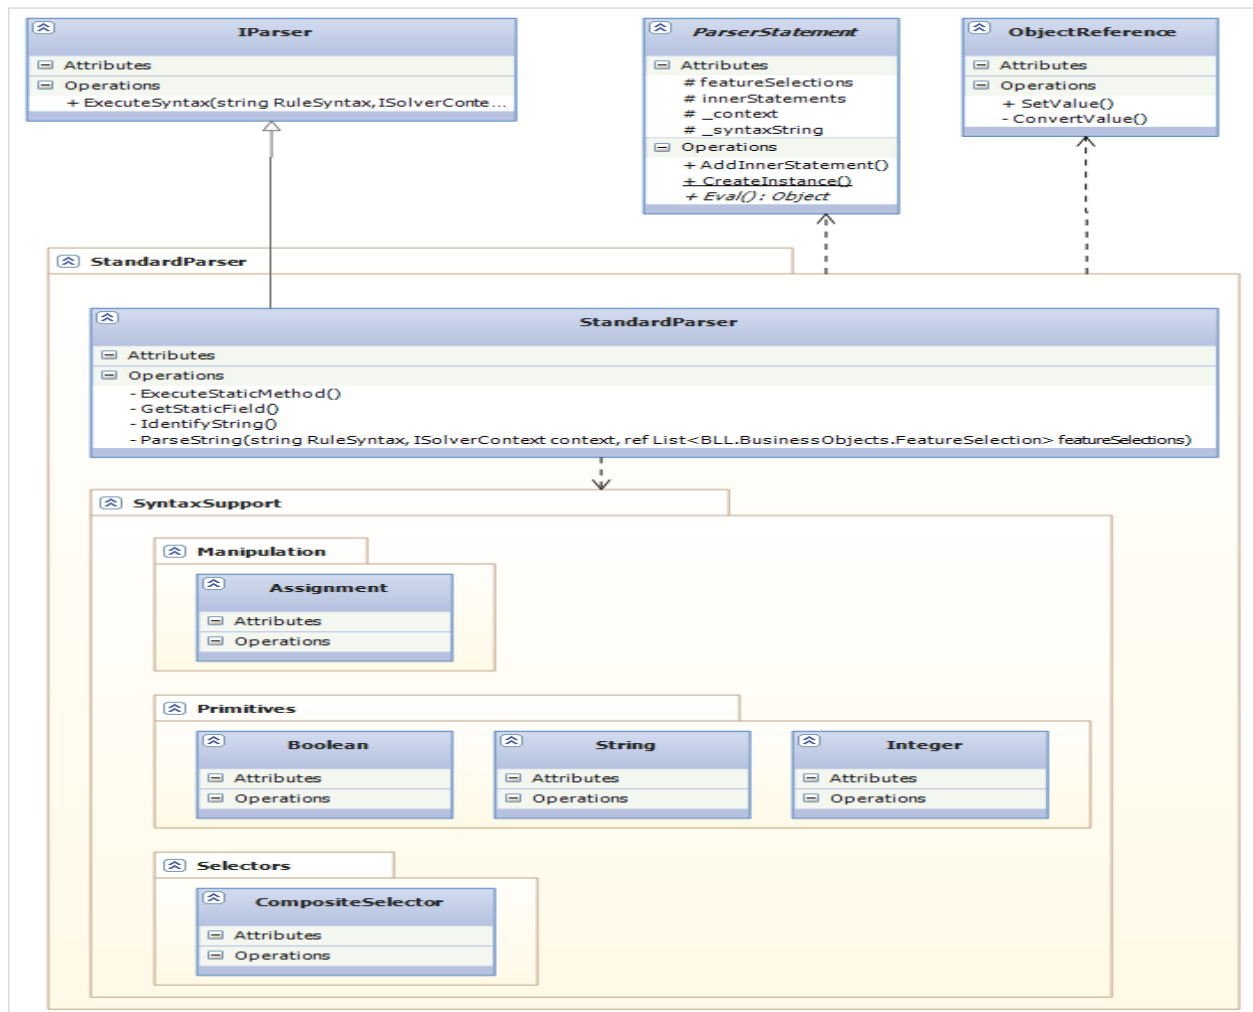 IParser
Attributes
Operations
+ ExecuteSyntax(string RuleSyntax,ISolverConte...
ParserStatement
Attributes
# featureSelections
# innerStatements
# _context
# _syntaxString
Operations
+ AddInnerStatement()
+ CreateInstance()
+ Eval() : Object
ObjectReference
Attributes
Operations
+ SetValue()
- ConvertValue()
StandardParser
StandardParser
Attributes
Operations
- ExecuteStaticMethod()
- GetStaticField()
- IdentifyString()
- ParseString(string RuleSyntax, ISolverContext context, ref List<BLL.BusinessObjects.FeatureSelection> featureSelections)
SyntaxSupport
Manipulation
Assignment
Attributes
Operations
Primitives
Boolean
Attributes
Operations
String
Attributes
Operations
Integer
Attributes
Operations
Selectors
CompositeSelector
Attributes
Operations